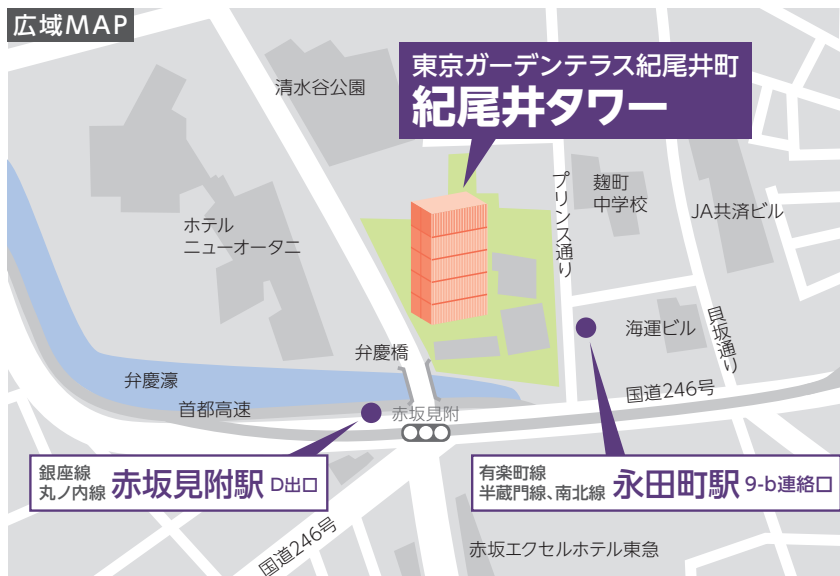 広域MAP
東京ガーデンテラス紀尾井町
紀尾井タワー
清水谷公園
プリンス通り
麹町
中学校
JA共済ビル
ホテル
ニューオータニ
海運ビル
貝坂通り
弁慶橋
弁慶濠
国道246号
首都高速
赤坂見附
銀座線
丸ノ内線
赤坂見附駅 D出口
有楽町線
半蔵門線、南北線
永田町駅 9-b連絡口
国道246号
赤坂エクセルホテル東急